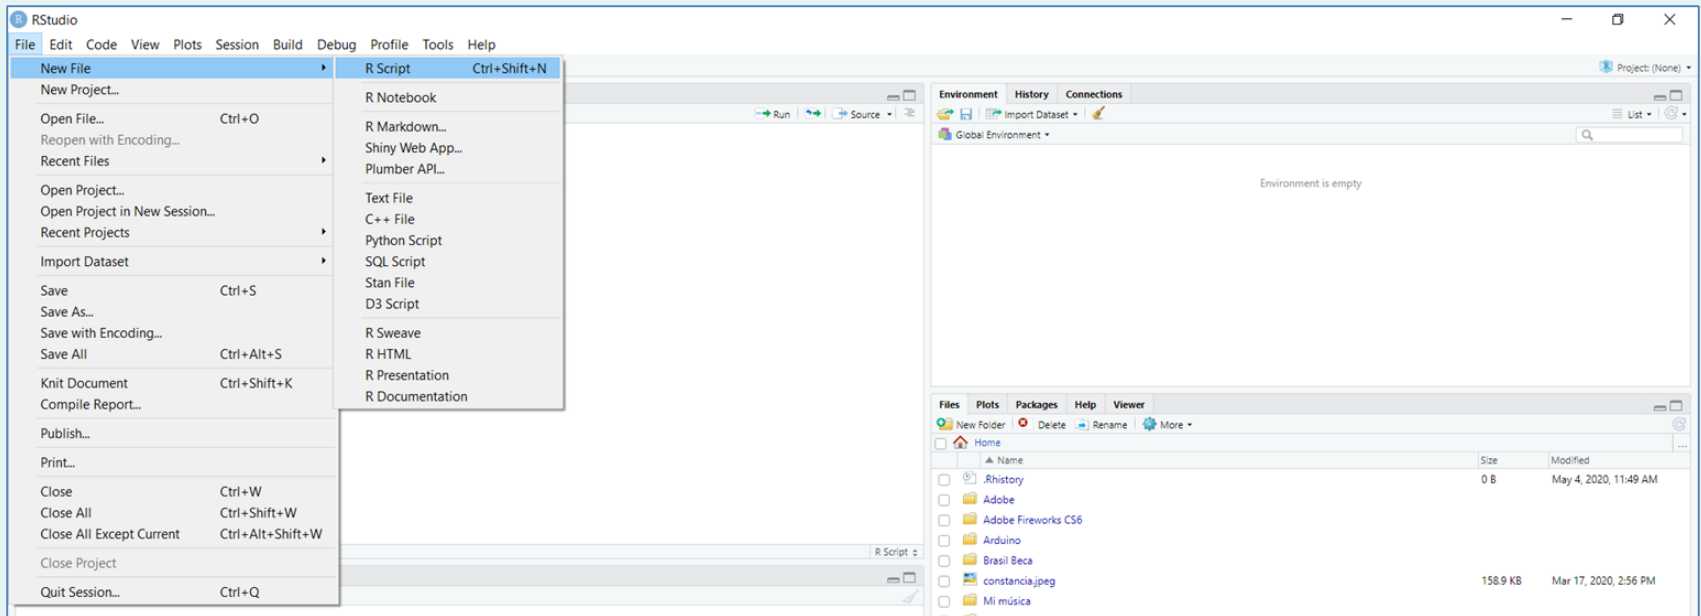 RStudio
File Edit Code View Plots Session Build Debug Profile Tools Help
New File
New Project...
Open File... Ctrl+O
Reopen with Encoding...
Recent Files
Open Project...
Open Project in New Session...
Recent Projects
Import Dataset
Save Ctrl+S
Save As...
Save with Encoding...
Save All Ctrl+Alt+S
Knit Document Ctrl+Shift+K
Compile Report...
Publish...
Print...
Close Ctrl+W
Close All Ctrl+Shift+W
Close All Except Current Ctrl+Alt+Shift+W
Close Project
Quit Session... Ctrl+Q
R Script Ctrl+Shift+N
R Notebook
R Markdown...
Shiny Web App...
Plumber API...
Text File
C++ File
Python Script
SQL Script
Stan File
D3 Script
R Sweave
R HTML
R Presentation
R Documentation
Run Source
R Script
Project: (None)
Environment History Connections
Import Dataset List
Global Environment
Environment is empty
Files Plots Packages Help Viewer
New Folder Delete Rename More
Home ...
Name Size Modified
.Rhistory 0 B May 4, 2020, 11:49 AM
Adobe
Adobe Fireworks CS6
Arduino
Brasil Beca
constancia.jpeg 158.9 KB Mar 17, 2020, 2:56 PM
Mi música